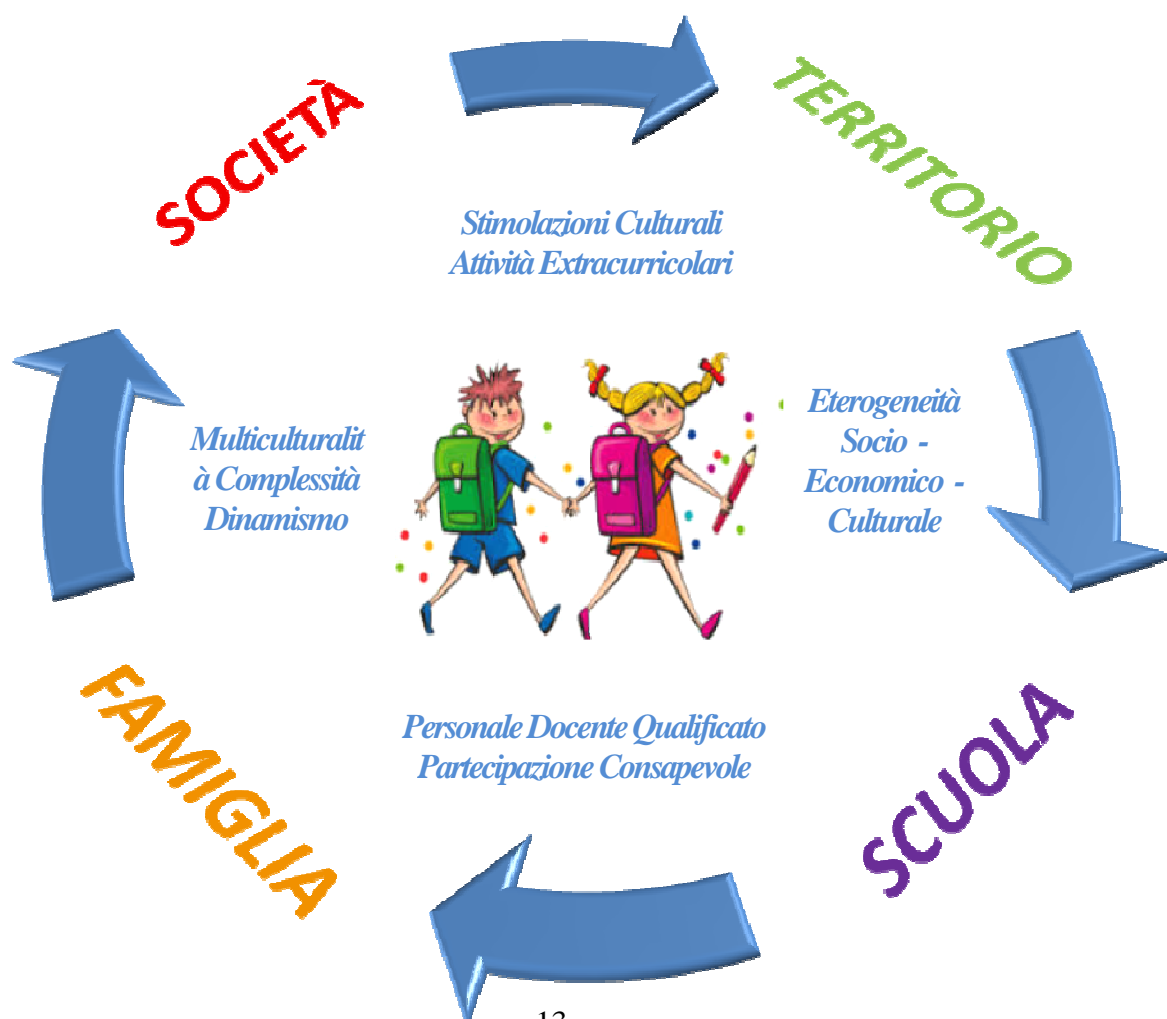 SOCIETÀ
TERRITORIO
Stimolazioni Culturali
Attività Extracurricolari
Multiculturalit
à Complessità
Dinamismo
Eterogeneità
Socio -
Economico -
Culturale
Personale Docente Qualificato
Partecipazione Consapevole
FAMIGLIA
SCUOLA
13